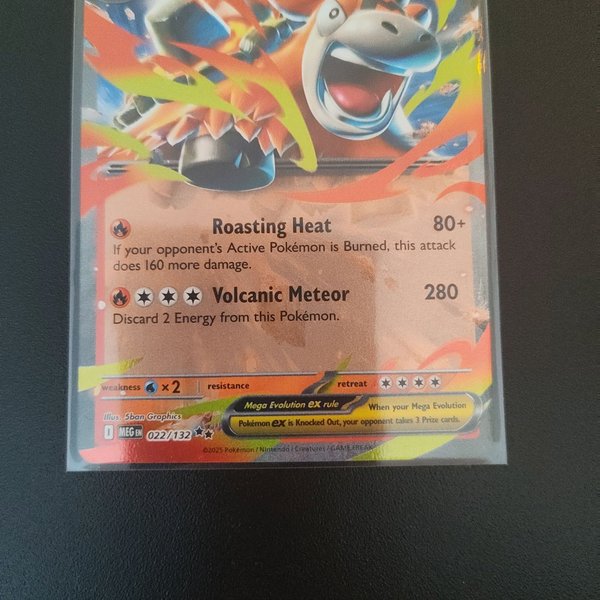 Roasting Heat 80+
If your opponent's Active Pokémon is Burned, this attack
does 160 more damage.
Volcanic Meteor 280
Discard 2 Energy from this Pokémon.
weakness ×2 resistance retreat
Illus. 5ban Graphics
Mega Evolution ex rule When your Mega Evolution
Pokémon ex is Knocked Out, your opponent takes 3 Prize cards.
I MEG EN 022/132
©2025 Pokémon / Nintendo / Creatures / GAME FREAK